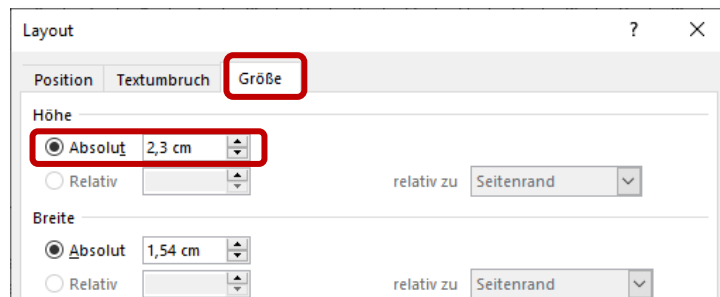 Layout ?
Position Textumbruch Größe
Höhe
Absolut 2,3 cm
Relativ relativ zu Seitenrand
Breite
Absolut 1,54 cm
Relativ relativ zu Seitenrand